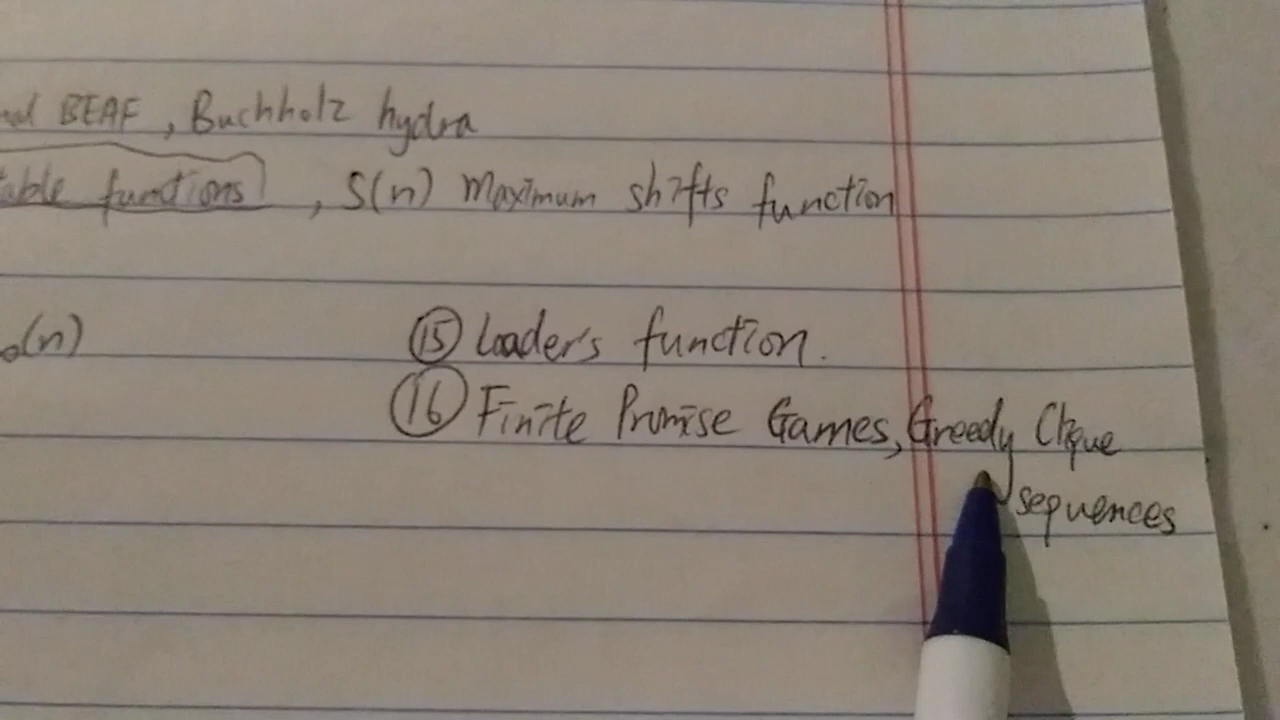 BEAF, Buchholz hydra
functions, S(n) Maximum shifts function
(n) ⑮ Loader's function.
⑯ Finite Promise Games, Greedy Clique
sequences